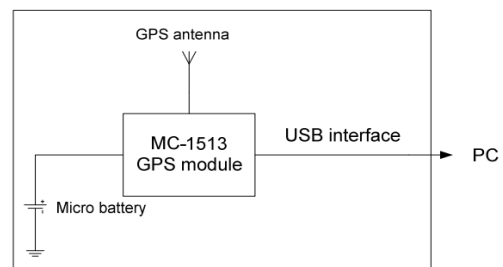 GPS antenna
MC-1513
GPS module
USB interface
PC
Micro battery